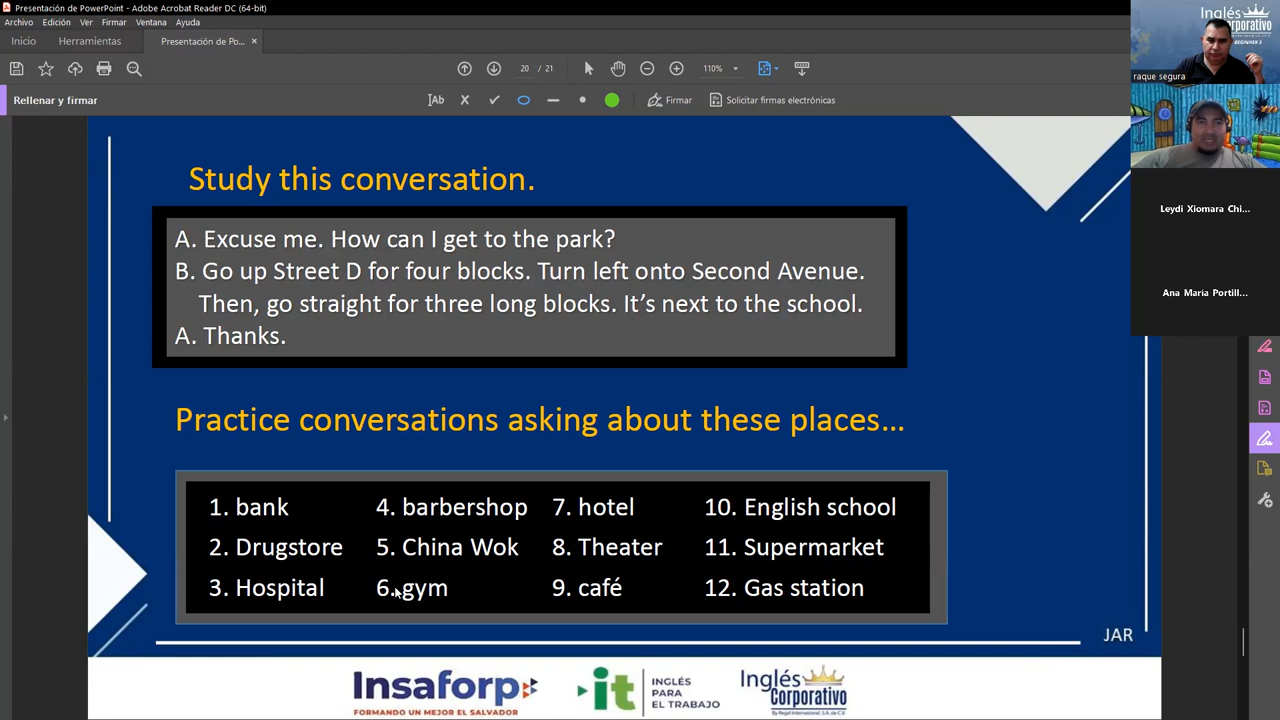 Presentación de PowerPoint - Adobe Acrobat Reader DC (64-bit)
Archivo Edición Ver Firmar Ventana Ayuda
Inicio Herramientas Presentación de Po... ×
20 / 21 110%
Rellenar y firmar
Ab Firmar Solicitar firmas electrónicas
Inglés
Corporativo
BEGINNER 2
raque segura
Leydi Xiomara Chi...
Ana Maria Portill...
Study this conversation.
A. Excuse me. How can I get to the park?
B. Go up Street D for four blocks. Turn left onto Second Avenue.
Then, go straight for three long blocks. It's next to the school.
A. Thanks.
Practice conversations asking about these places...
1. bank 4. barbershop 7. hotel 10. English school
2. Drugstore 5. China Wok 8. Theater 11. Supermarket
3. Hospital 6. gym 9. café 12. Gas station
JAR
Insaforp
FORMANDO UN MEJOR EL SALVADOR
it
INGLÉS
PARA
EL TRABAJO
Inglés
Corporativo
By Regal International, S.A. de C.V.